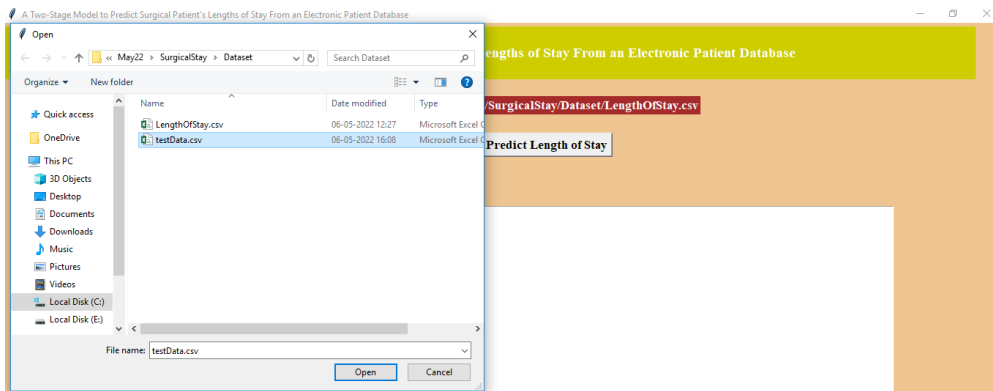 A Two-Stage Model to Predict Surgical Patient's Lengths of Stay From an Electronic Patient Database
Open
engths of Stay From an Electronic Patient Database
« May22 > SurgicalStay > Dataset
Search Dataset
Organize
New folder
Name
Date modified
Type
/SurgicalStay/Dataset/LengthOfStay.csv
Quick access
LengthOfStay.csv
06-05-2022 12:27
Microsoft Excel C
OneDrive
testData.csv
06-05-2022 16:08
Microsoft Excel C
Predict Length of Stay
This PC
3D Objects
Desktop
Documents
Downloads
Music
Pictures
Videos
Local Disk (C:)
Local Disk (E:)
File name:
testData.csv
Open
Cancel